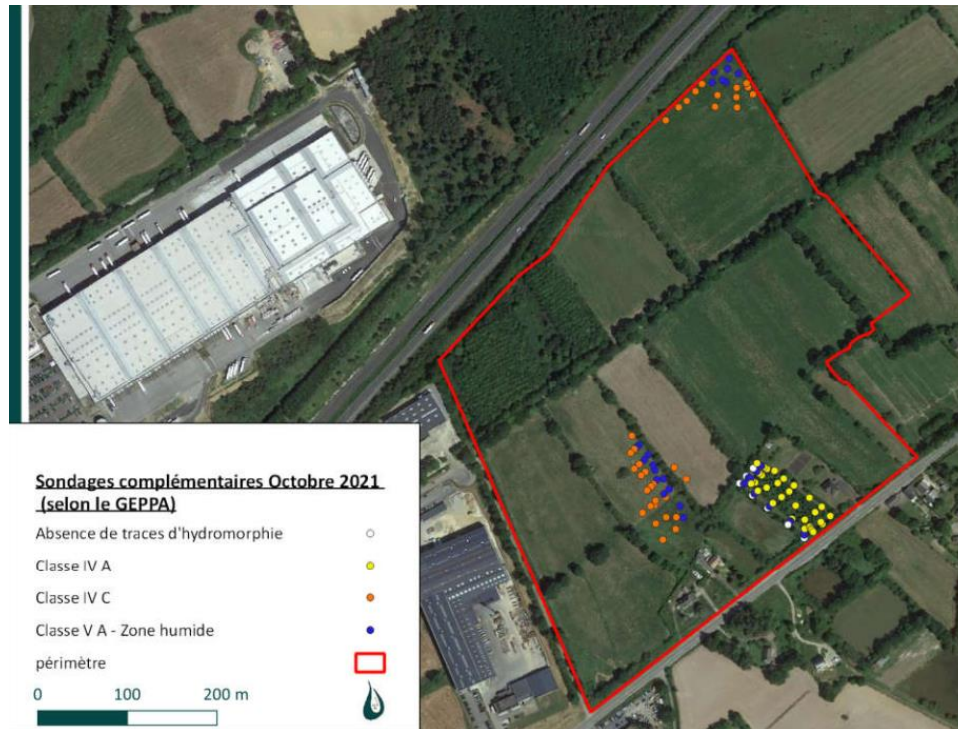 Sondages complémentaires Octobre 2021
(selon le GEPPA)
Absence de traces d'hydromorphie
Classe IV A
Classe IV C
Classe V A - Zone humide
périmètre
0 100 200 m